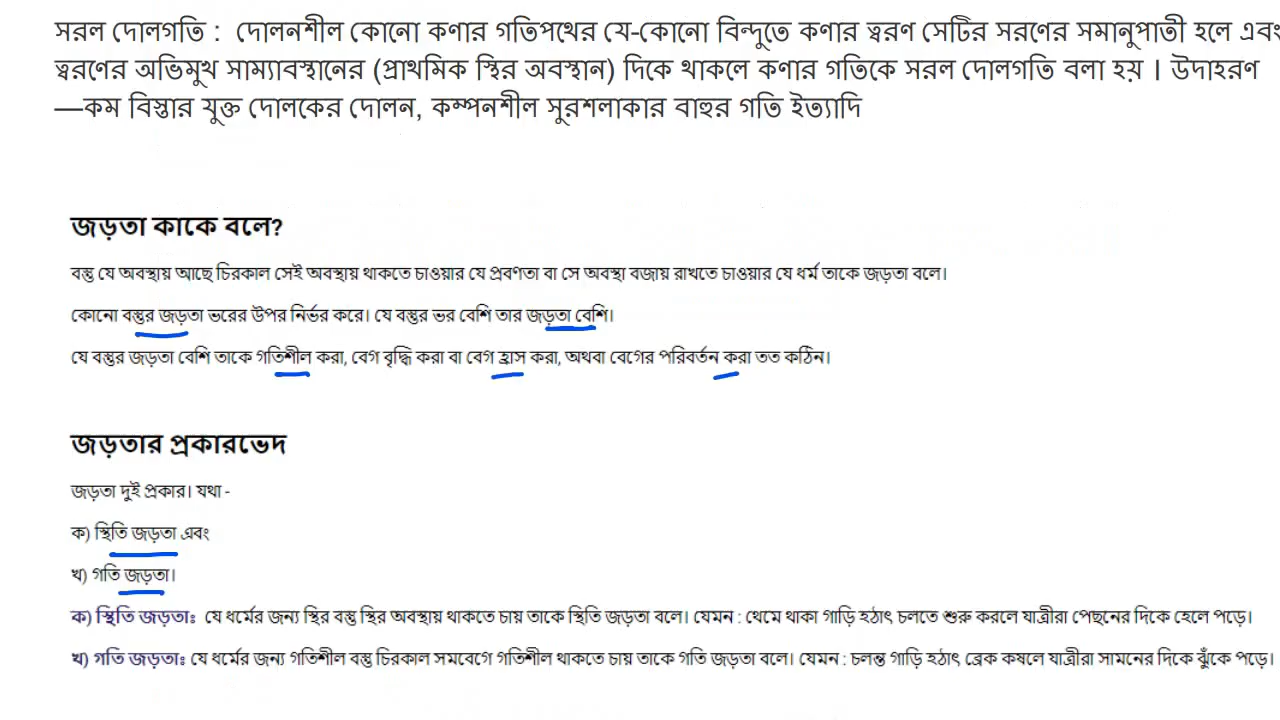 সরল দোলগতি : দোলনশীল কোনো কণার গতিপথের যে-কোনো বিন্দুতে কণার ত্বরণ সেটির সরণের সমানুপাতী হলে এবং
ত্বরণের অভিমুখ সাম্যাবস্থানের (প্রাথমিক স্থির অবস্থান) দিকে থাকলে কণার গতিকে সরল দোলগতি বলা হয় । উদাহরণ
—কম বিস্তার যুক্ত দোলকের দোলন, কম্পনশীল সুরশলাকার বাহুর গতি ইত্যাদি
জড়তা কাকে বলে?
বস্তু যে অবস্থায় আছে চিরকাল সেই অবস্থায় থাকতে চাওয়ার যে প্রবণতা বা সে অবস্থা বজায় রাখতে চাওয়ার যে ধর্ম তাকে জড়তা বলে।
কোনো বস্তুর জড়তা ভরের উপর নির্ভর করে। যে বস্তুর ভর বেশি তার জড়তা বেশি।
যে বস্তুর জড়তা বেশি তাকে গতিশীল করা, বেগ বৃদ্ধি করা বা বেগ হ্রাস করা, অথবা বেগের পরিবর্তন করা তত কঠিন।
জড়তার প্রকারভেদ
জড়তা দুই প্রকার। যথা -
ক) স্থিতি জড়তা এবং
খ) গতি জড়তা।
ক) স্থিতি জড়তাঃ যে ধর্মের জন্য স্থির বস্তু স্থির অবস্থায় থাকতে চায় তাকে স্থিতি জড়তা বলে। যেমন : থেমে থাকা গাড়ি হঠাৎ চলতে শুরু করলে যাত্রীরা পেছনের দিকে হেলে পড়ে।
খ) গতি জড়তাঃ যে ধর্মের জন্য গতিশীল বস্তু চিরকাল সমবেগে গতিশীল থাকতে চায় তাকে গতি জড়তা বলে। যেমন : চলন্ত গাড়ি হঠাৎ ব্রেক কষলে যাত্রীরা সামনের দিকে ঝুঁকে পড়ে।